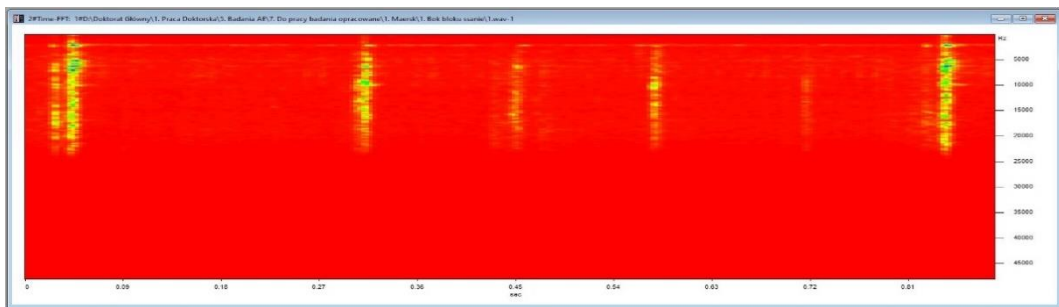 2#Time-FFT: 1#D:\Doktorat Główny\1. Praca Doktorska\5. Badania AE\7. Do pracy badania opracowane\1. Maersk\1. Bok bloku ssanie\1.wav-1
Hz
5000
10000
15000
20000
25000
30000
35000
40000
45000
0 0.09 0.18 0.27 0.36 0.45 0.54 0.63 0.72 0.81
sec